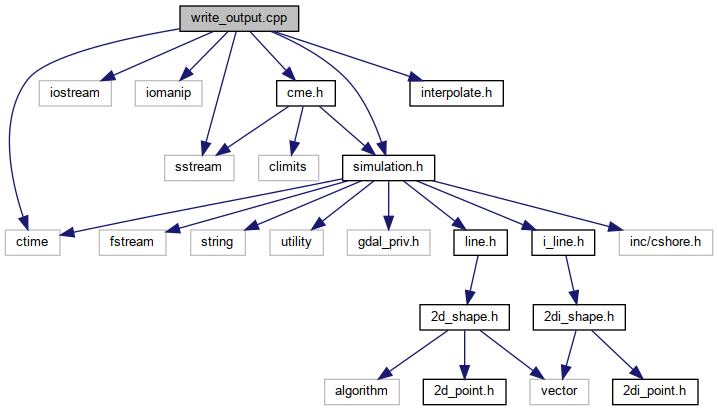 write_output.cpp
iostream
iomanip
cme.h
interpolate.h
sstream
climits
simulation.h
ctime
fstream
string
utility
gdal_priv.h
line.h
i_line.h
inc/cshore.h
2d_shape.h
2di_shape.h
algorithm
2d_point.h
vector
2di_point.h